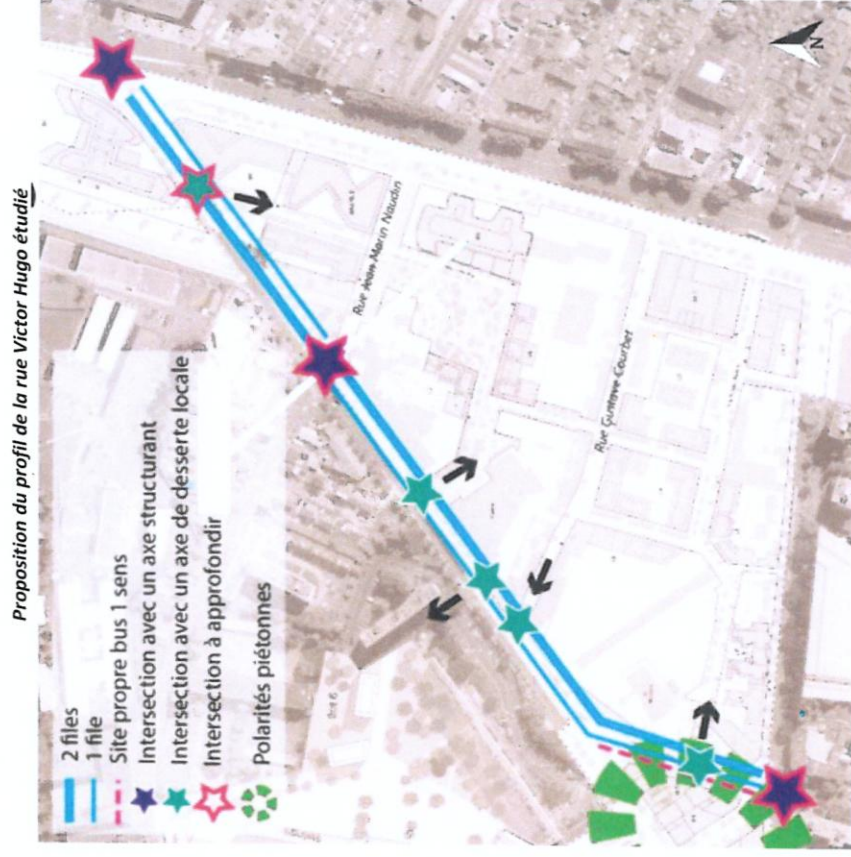 Proposition du profil de la rue Victor Hugo étudié
2 files
1 file
Site propre bus 1 sens
Intersection avec un axe structurant
Intersection avec un axe de desserte locale
Intersection à approfondir
Polarités piétonnes
Rue Jean-Marin Naudin
Rue Gustave Courbet
N